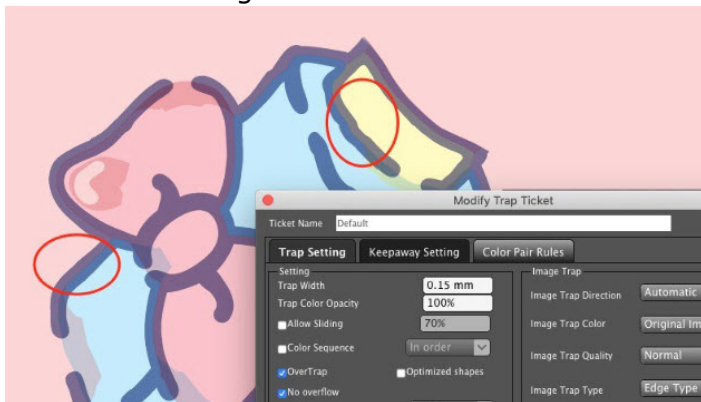 Modify Trap Ticket
Ticket Name Default
Trap Setting Keepaway Setting Color Pair Rules
Setting Image Trap
Trap Width 0.15 mm
Image Trap Direction Automatic
Trap Color Opacity 100%
Allow Sliding 70% Image Trap Color Original Im
Color Sequence In order
Image Trap Quality Normal
OverTrap Optimized shapes
No overflow Image Trap Type Edge Type